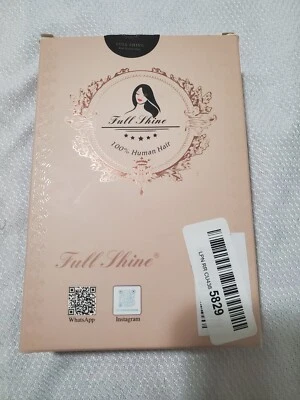 Full Shine
100% Human Hair
Full Shine®
WhatsApp
Instagram
5829